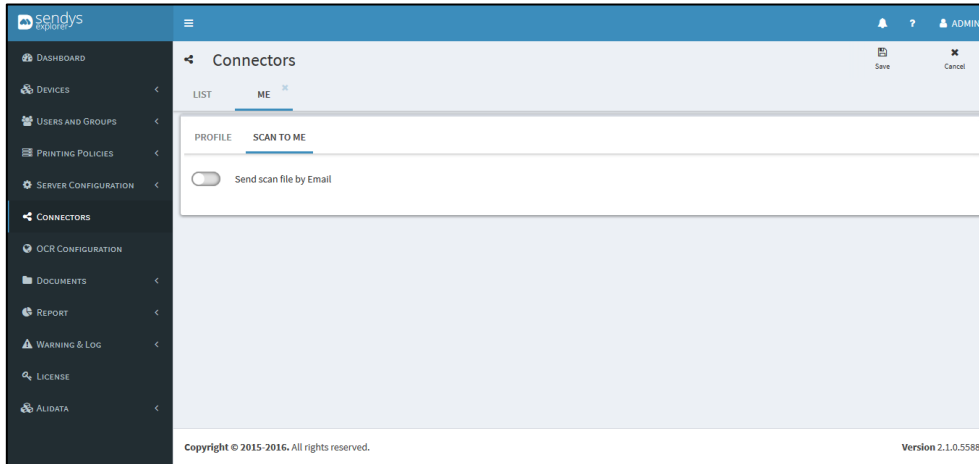 sendys
explorer
ADMIN
Connectors
Save
Cancel
LIST
ME
PROFILE
SCAN TO ME
Send scan file by Email
DASHBOARD
DEVICES
USERS AND GROUPS
PRINTING POLICIES
SERVER CONFIGURATION
CONNECTORS
OCR CONFIGURATION
DOCUMENTS
REPORT
WARNING & LOG
LICENSE
ALIDATA
Copyright © 2015-2016. All rights reserved.
Version 2.1.0.5588